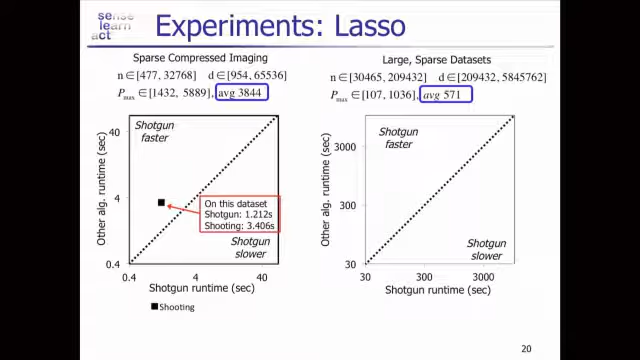 sense
learn
act
Experiments: Lasso
Sparse Compressed Imaging
n ∈ [477, 32768] d ∈ [954, 65536]
P_max ∈ [1432, 5889], avg 3844
Large, Sparse Datasets
n ∈ [30465, 209432] d ∈ [209432, 5845762]
P_max ∈ [107, 1036], avg 571
Other alg. runtime (sec)
40
4
0.4
Shotgun
faster
On this dataset
Shotgun: 1.212s
Shooting: 3.406s
Shotgun
slower
0.4 4 40
Shotgun runtime (sec)
Shooting
Other alg. runtime (sec)
3000
300
30
Shotgun
faster
Shotgun
slower
30 300 3000
Shotgun runtime (sec)
20